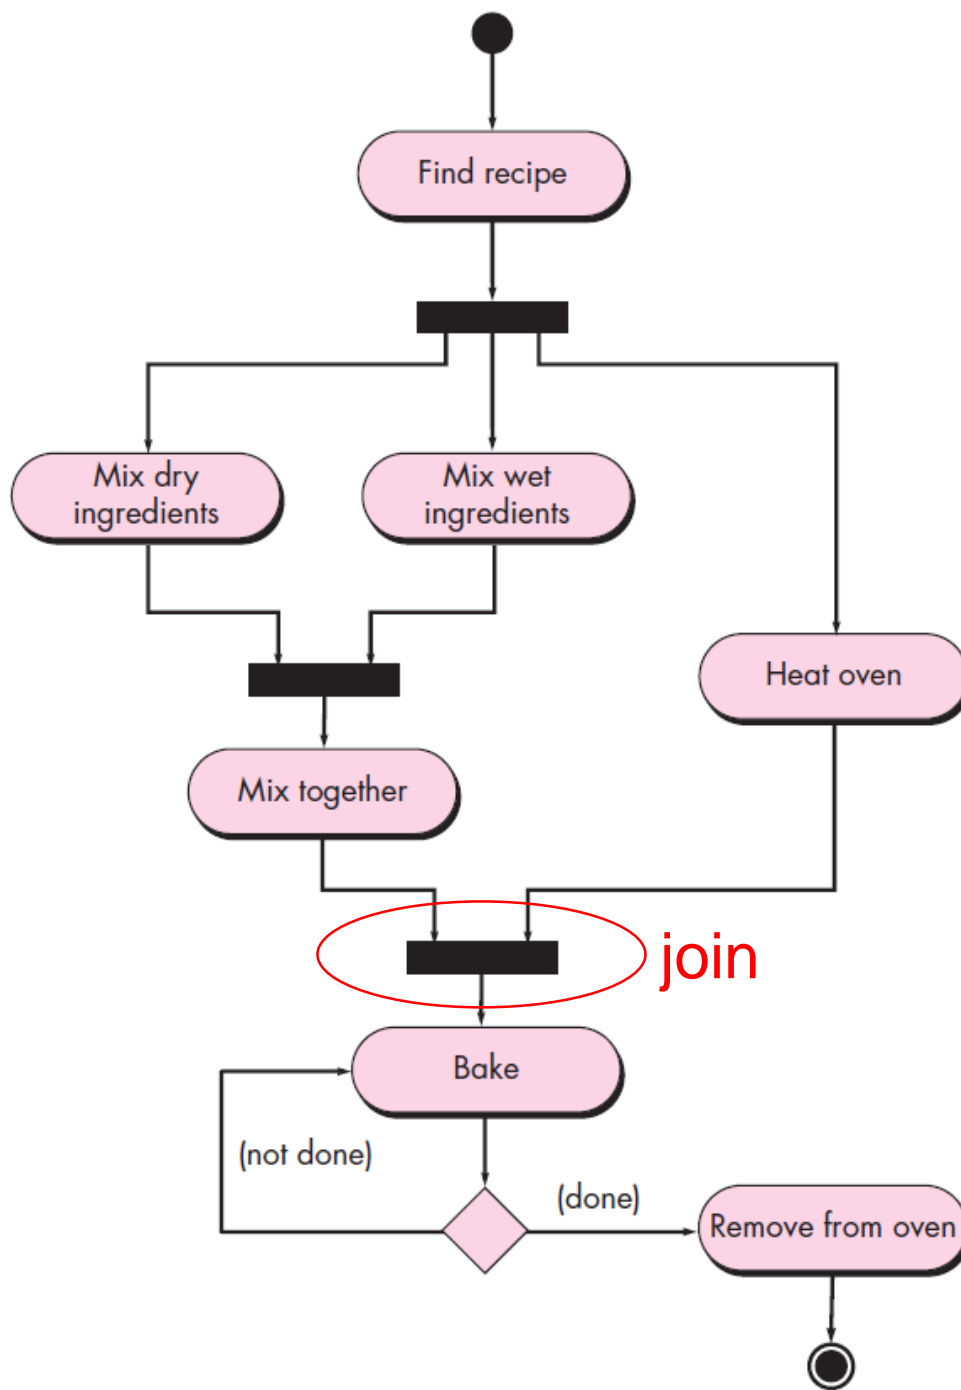 Find recipe
Mix dry
ingredients
Mix wet
ingredients
Heat oven
Mix together
join
Bake
(not done)
(done)
Remove from oven